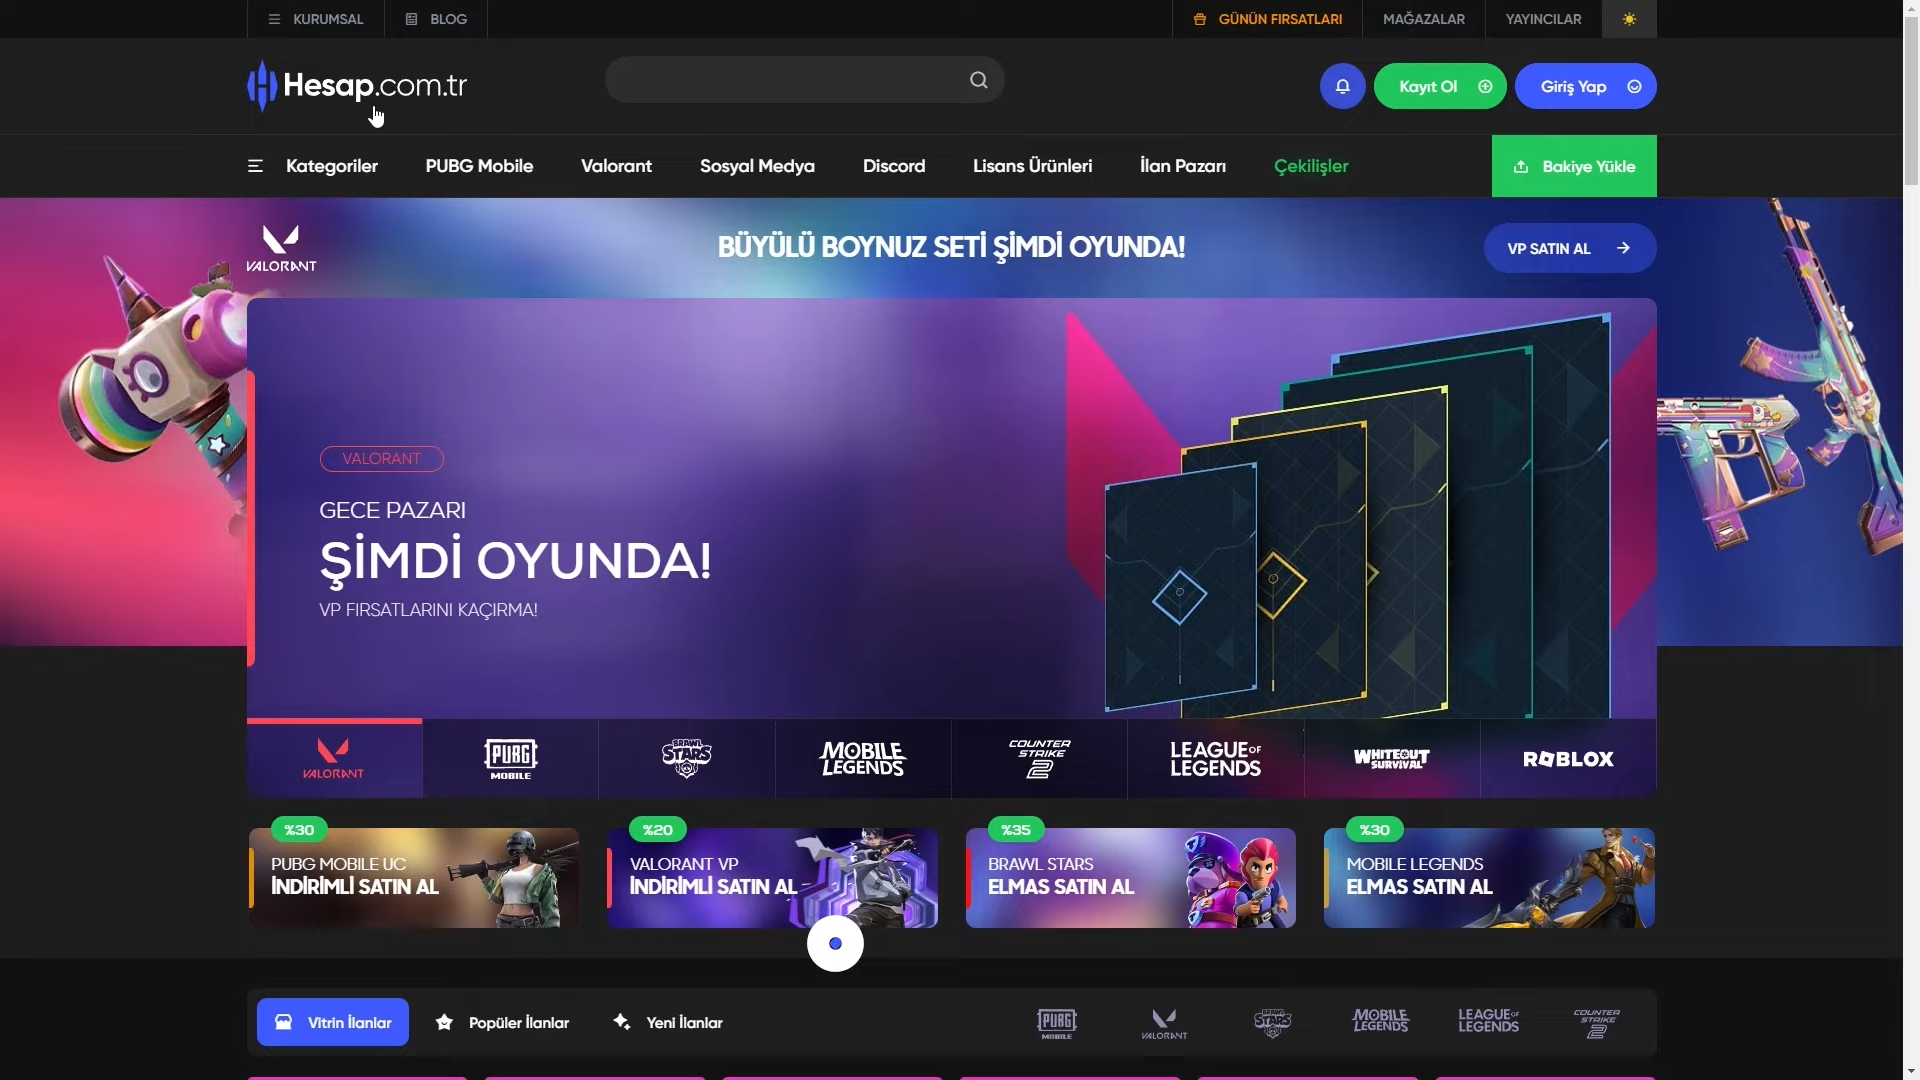 KURUMSAL
BLOG
GÜNÜN FIRSATLARI
MAĞAZALAR
YAYINCILAR
Hesap.com.tr
Kayıt Ol
Giriş Yap
Kategoriler
PUBG Mobile
Valorant
Sosyal Medya
Discord
Lisans Ürünleri
İlan Pazarı
Çekilişler
Bakiye Yükle
VALORANT
BÜYÜLÜ BOYNUZ SETİ ŞİMDİ OYUNDA!
VP SATIN AL
VALORANT
GECE PAZARI
ŞİMDİ OYUNDA!
VP FIRSATLARINI KAÇIRMA!
VALORANT
PUBG
MOBILE
BRAWL
STARS
MOBILE
LEGENDS
COUNTER
STRIKE
2
LEAGUE OF
LEGENDS
WHITEOUT
SURVIVAL
ROBLOX
%30
PUBG MOBILE UC
İNDİRİMLİ SATIN AL
%20
VALORANT VP
İNDİRİMLİ SATIN AL
%35
BRAWL STARS
ELMAS SATIN AL
%30
MOBILE LEGENDS
ELMAS SATIN AL
Vitrin İlanlar
Popüler İlanlar
Yeni İlanlar
PUBG
MOBILE
VALORANT
BRAWL
STARS
MOBILE
LEGENDS
LEAGUE OF
LEGENDS
COUNTER
STRIKE
2